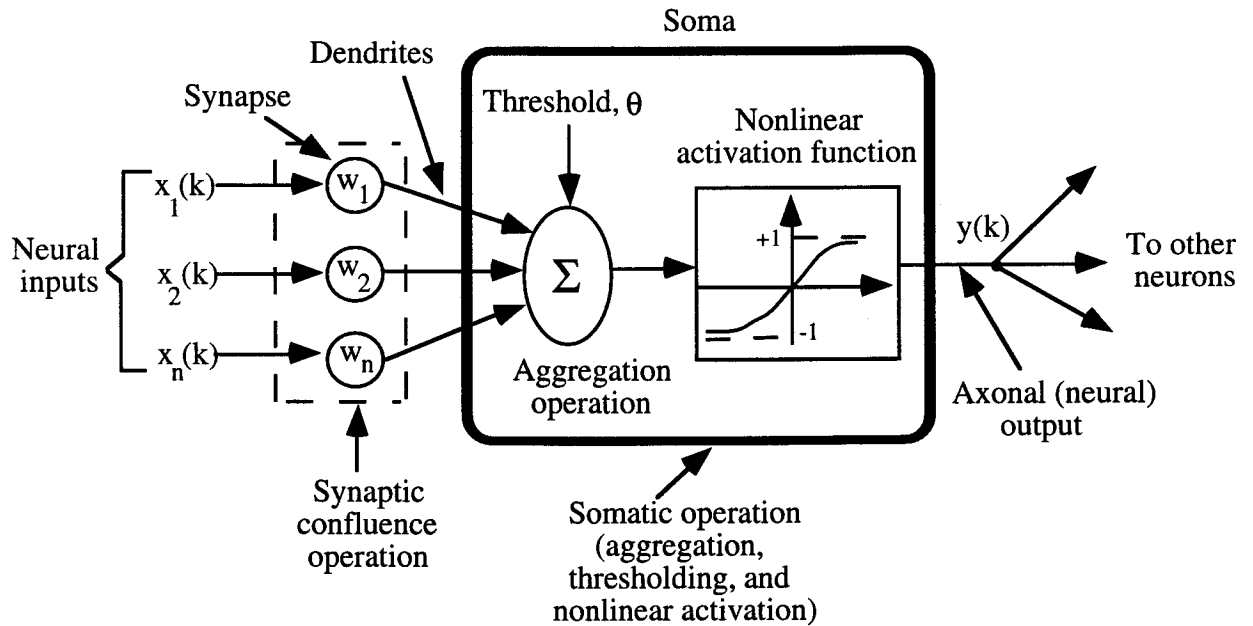 Soma
Dendrites
Synapse
Threshold, θ
Nonlinear
activation function
Neural
inputs
x1(k)
x2(k)
xn(k)
w1
w2
wn
Σ
+1
-1
y(k)
To other
neurons
Aggregation
operation
Axonal (neural)
output
Synaptic
confluence
operation
Somatic operation
(aggregation,
thresholding, and
nonlinear activation)